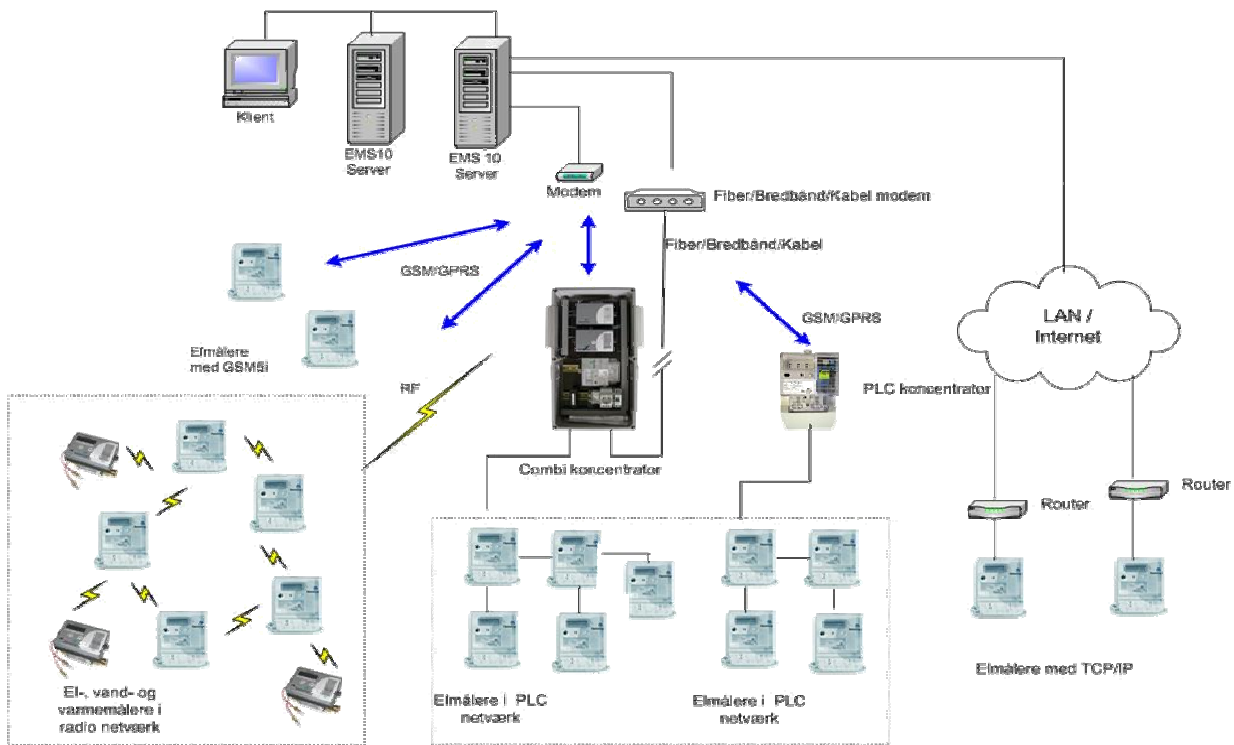 Klient
EMS10
Server
EMS 10
Server
Modem
Fiber/Bredbånd/Kabel modem
Fiber/Bredbånd/Kabel
GSM/GPRS
GSM/GPRS
LAN /
Internet
Elmålere
med GSM5i
RF
PLC koncentrator
Combi koncentrator
Router
Router
El-, vand- og
varmemålere i
radio netværk
Elmålere i PLC
netværk
Elmålere i PLC
netværk
Elmålere med TCP/IP